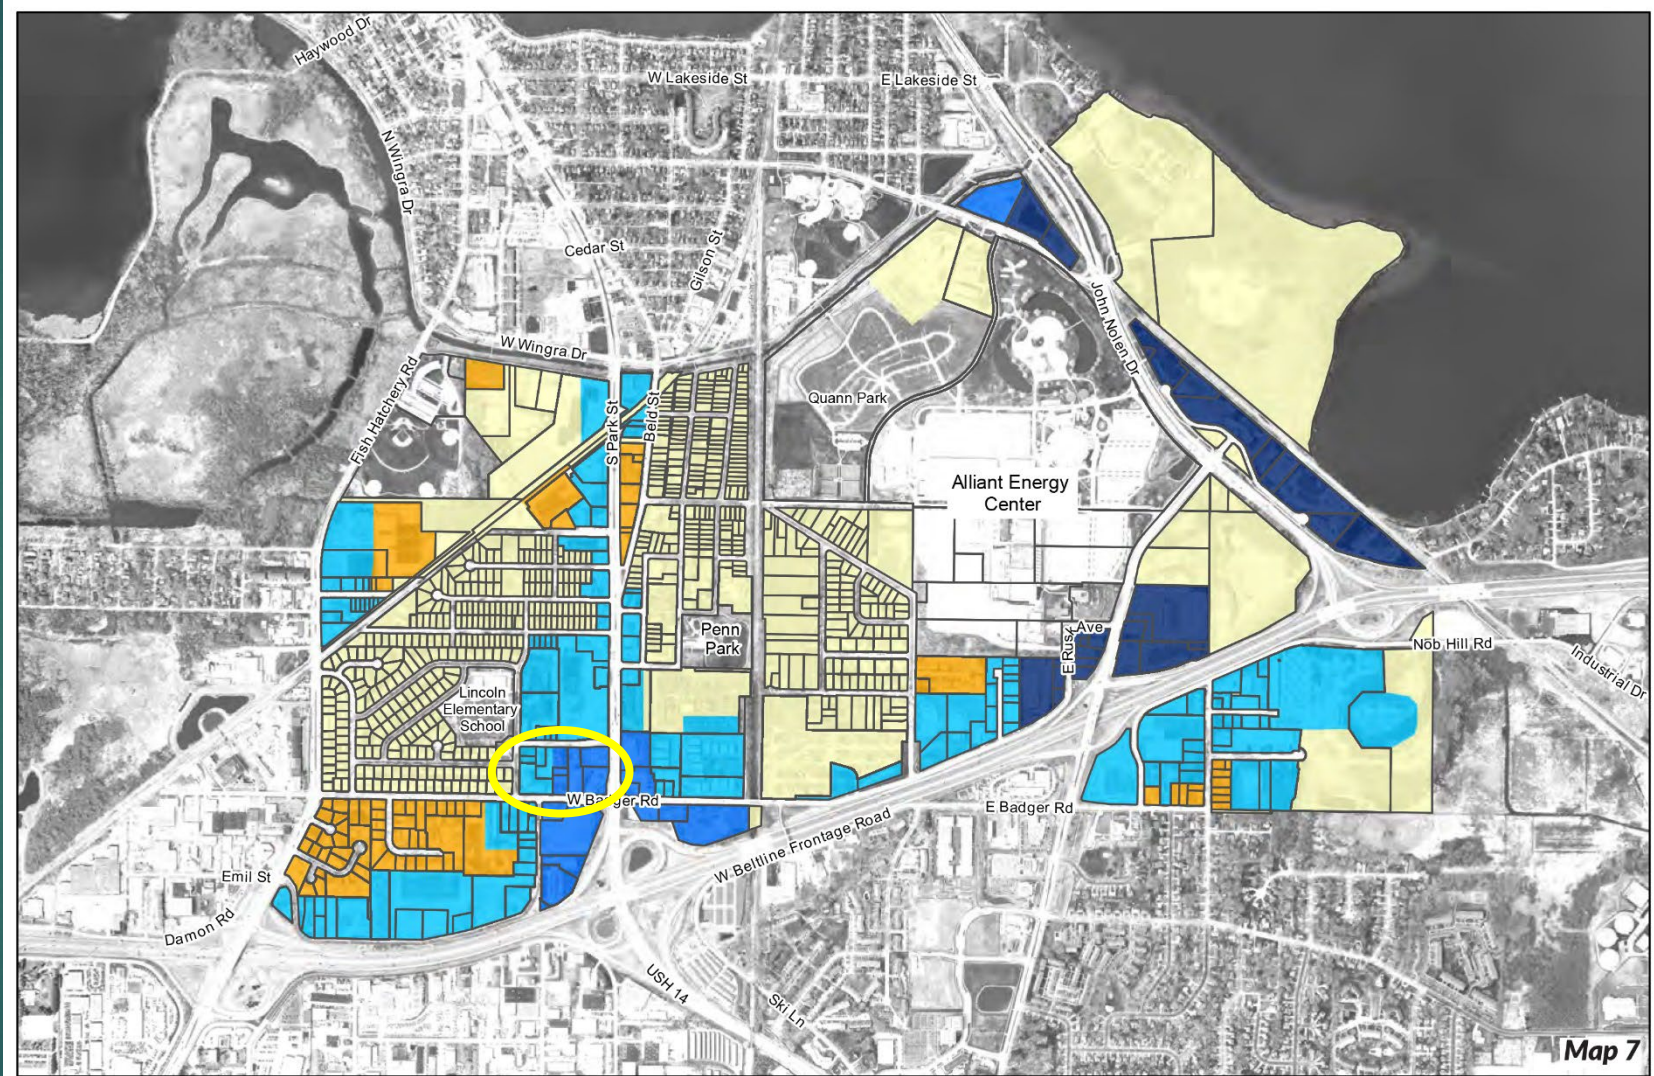 Haywood Dr
W Lakeside St
E Lakeside St
N Wingra Dr
Cedar St
Gilson St
John Nolen Dr
W Wingra Dr
Fish Hatchery Rd
S Park St
Beld St
Quann Park
Alliant Energy
Center
Penn
Park
E Rusk Ave
Nob Hill Rd
Industrial Dr
Lincoln
Elementary
School
W Badger Rd
E Badger Rd
W Beltline Frontage Road
Emil St
Damon Rd
USH 14
Ski Ln
Map 7